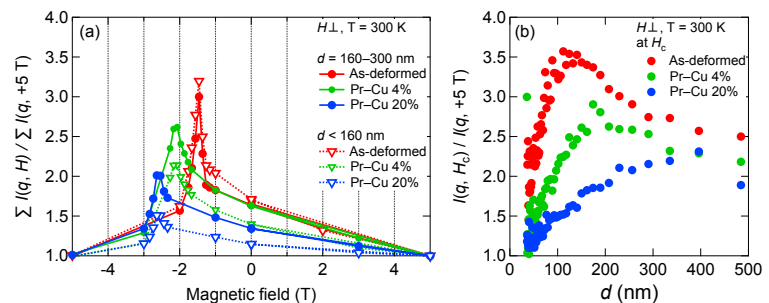 (a)
H⊥, T = 300 K
d = 160–300 nm
As-deformed
Pr–Cu 4%
Pr–Cu 20%
d < 160 nm
As-deformed
Pr–Cu 4%
Pr–Cu 20%
∑ I(q, H) / ∑ I(q, +5 T)
4.0
3.5
3.0
2.5
2.0
1.5
1.0
-4
-2
0
2
4
Magnetic field (T)
(b)
H⊥, T = 300 K
at Hc
As-deformed
Pr–Cu 4%
Pr–Cu 20%
I(q, Hc) / I(q, +5 T)
4.0
3.5
3.0
2.5
2.0
1.5
1.0
0
100
200
300
400
500
d (nm)